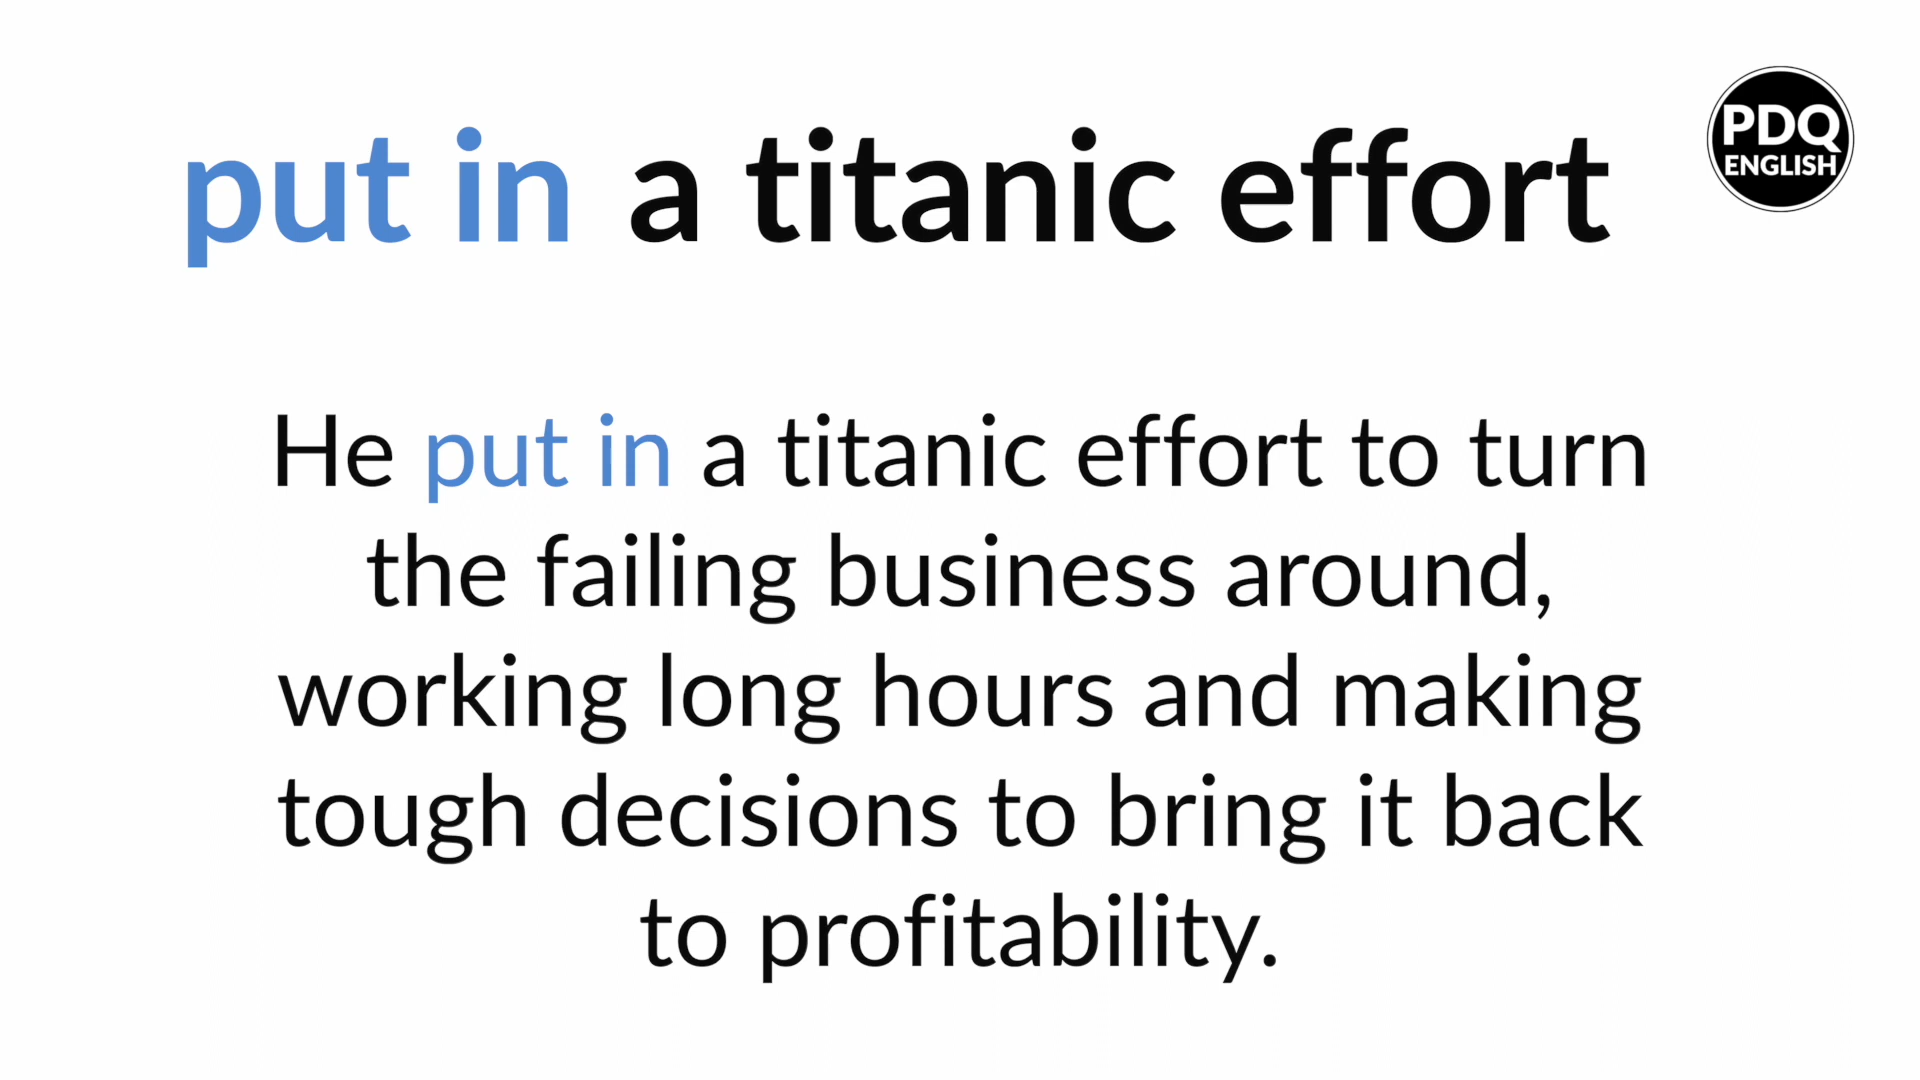 put in a titanic effort
PDQ
ENGLISH
He put in a titanic effort to turn
the failing business around,
working long hours and making
tough decisions to bring it back
to profitability.